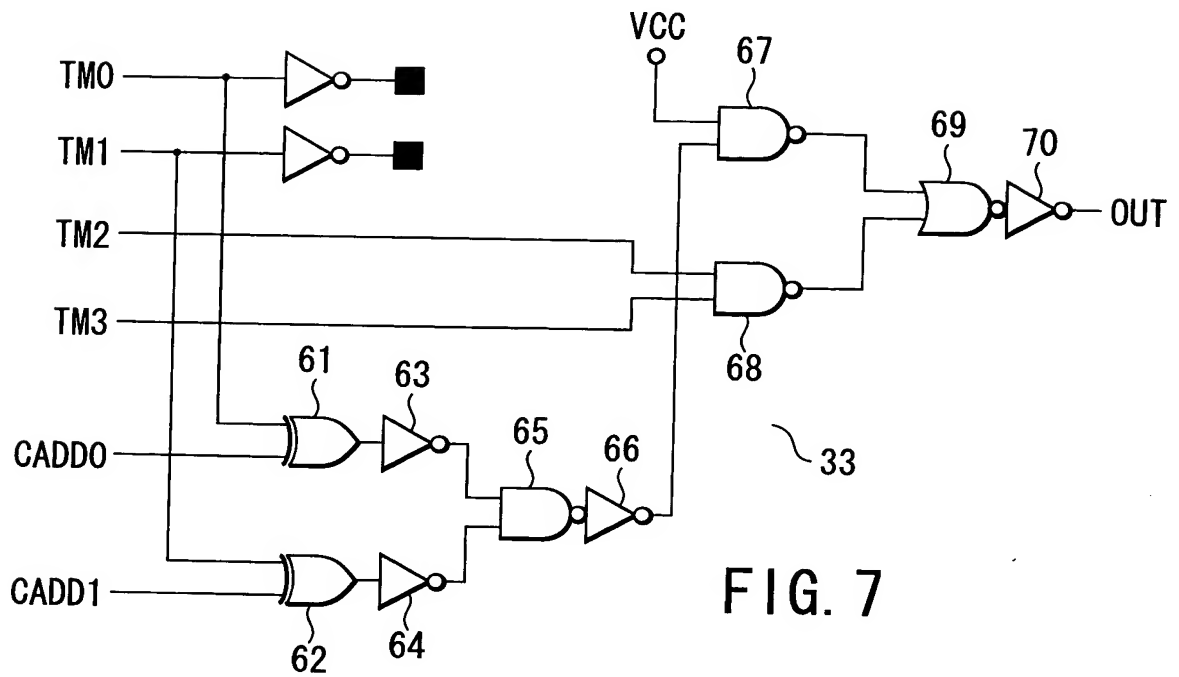 VCC
67
TM0
69
70
TM1
OUT
TM2
TM3
68
61
63
CADD0
65
66
33
CADD1
62
64
FIG. 7